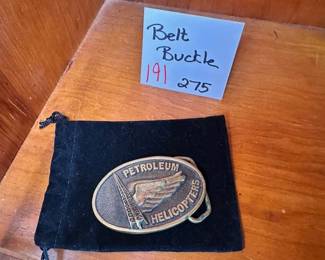 Belt
Buckle
191
275
PETROLEUM
HELICOPTERS